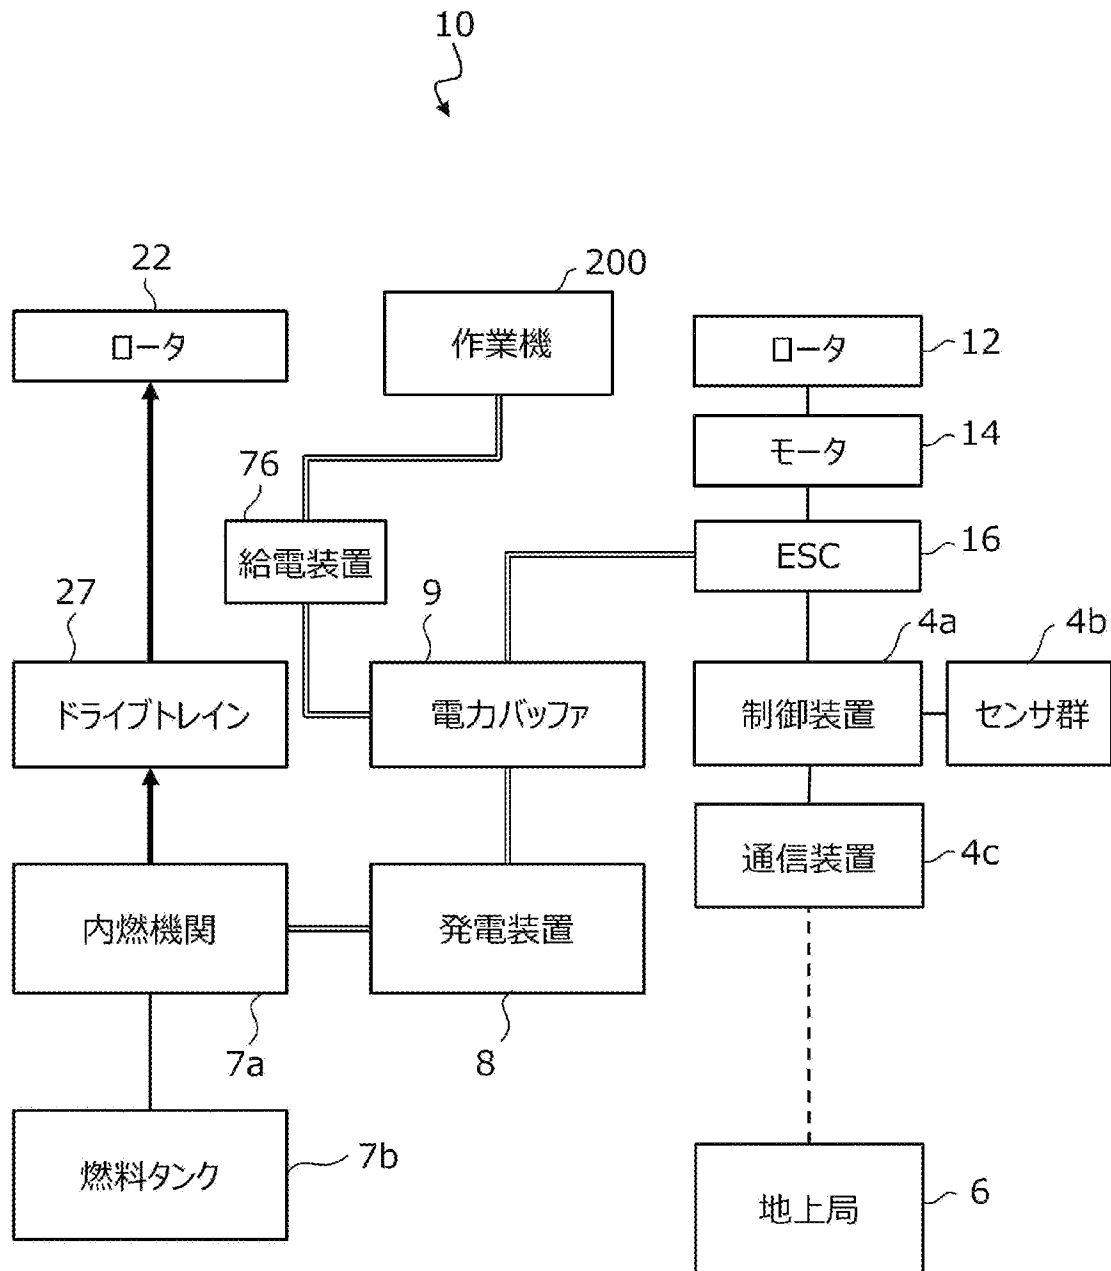 10
22
ロータ
200
作業機
ロータ
12
モータ
14
76
給電装置
ESC
16
27
ドライブトレイン
9
電力バッファ
4a
制御装置
4b
センサ群
通信装置
4c
内燃機関
7a
発電装置
8
燃料タンク
7b
地上局
6